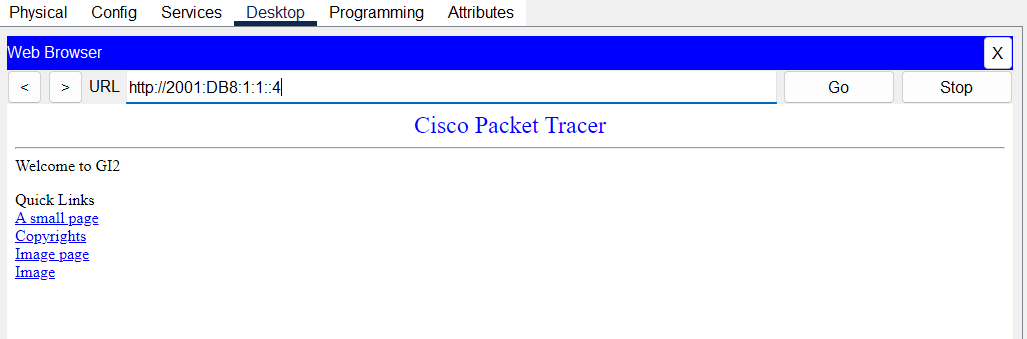 Physical Config Services Desktop Programming Attributes
Web Browser X
< > URL http://2001:DB8:1:1::4 Go Stop
Cisco Packet Tracer
Welcome to GI2
Quick Links
A small page
Copyrights
Image page
Image